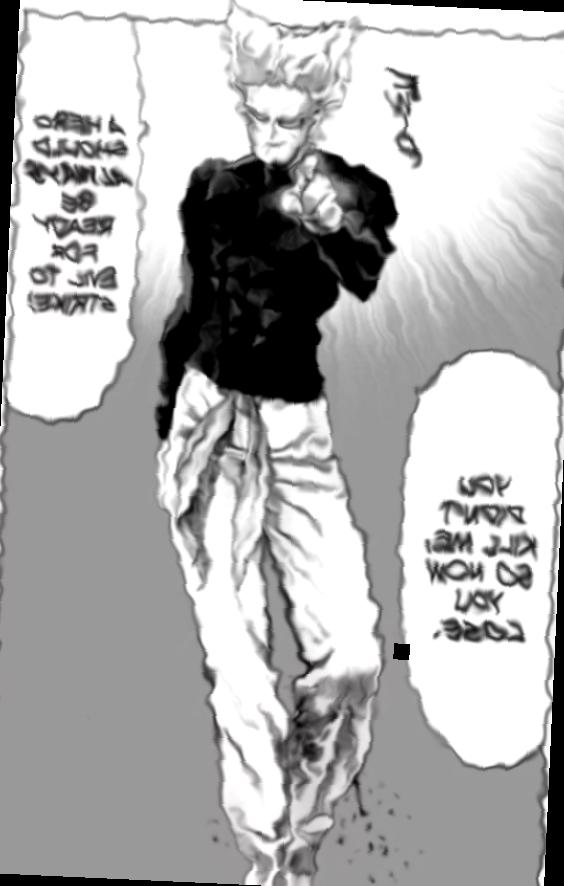 A HERO
SHOULD
ALWAYS
BE
READY
FOR
EVIL TO
STRIKE!
YOU
DIDN'T
KILL ME,
SO NOW
YOU
LOSE.